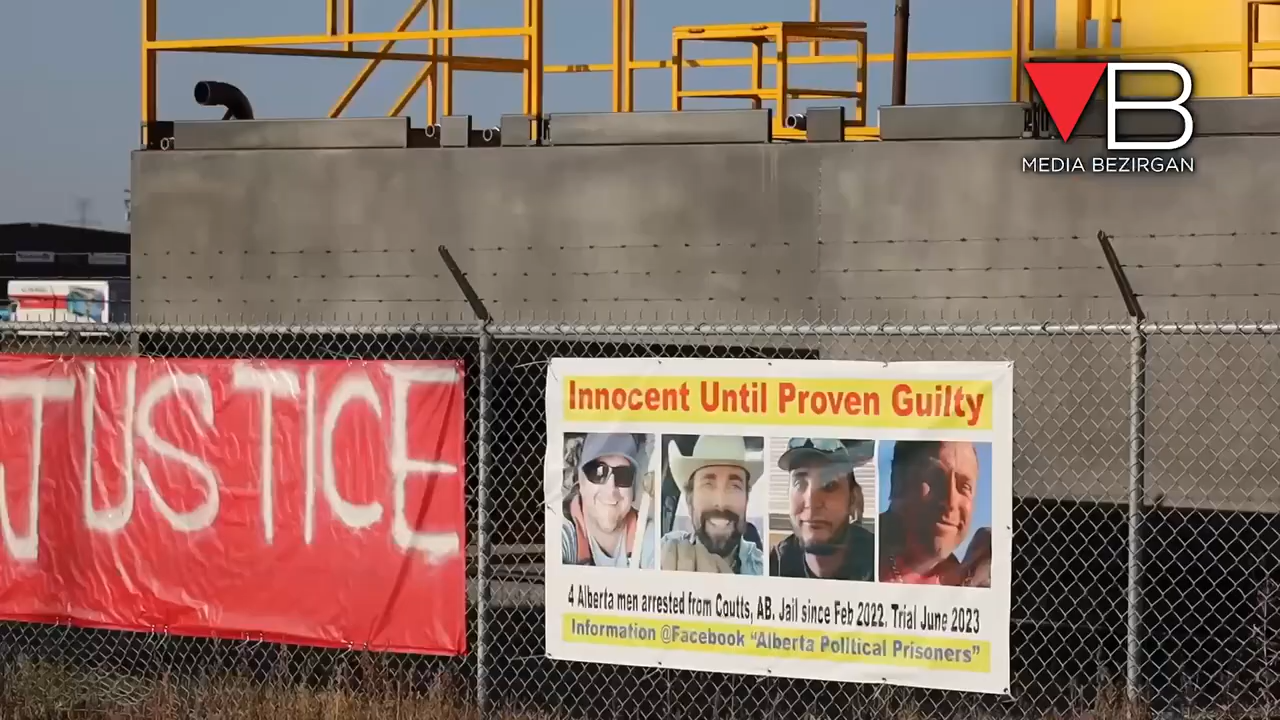 B
MEDIA BEZIRGAN
JUSTICE
Innocent Until Proven Guilty
4 Alberta men arrested from Coutts, AB. Jail since Feb 2022. Trial June 2023
Information @Facebook "Alberta Political Prisoners"